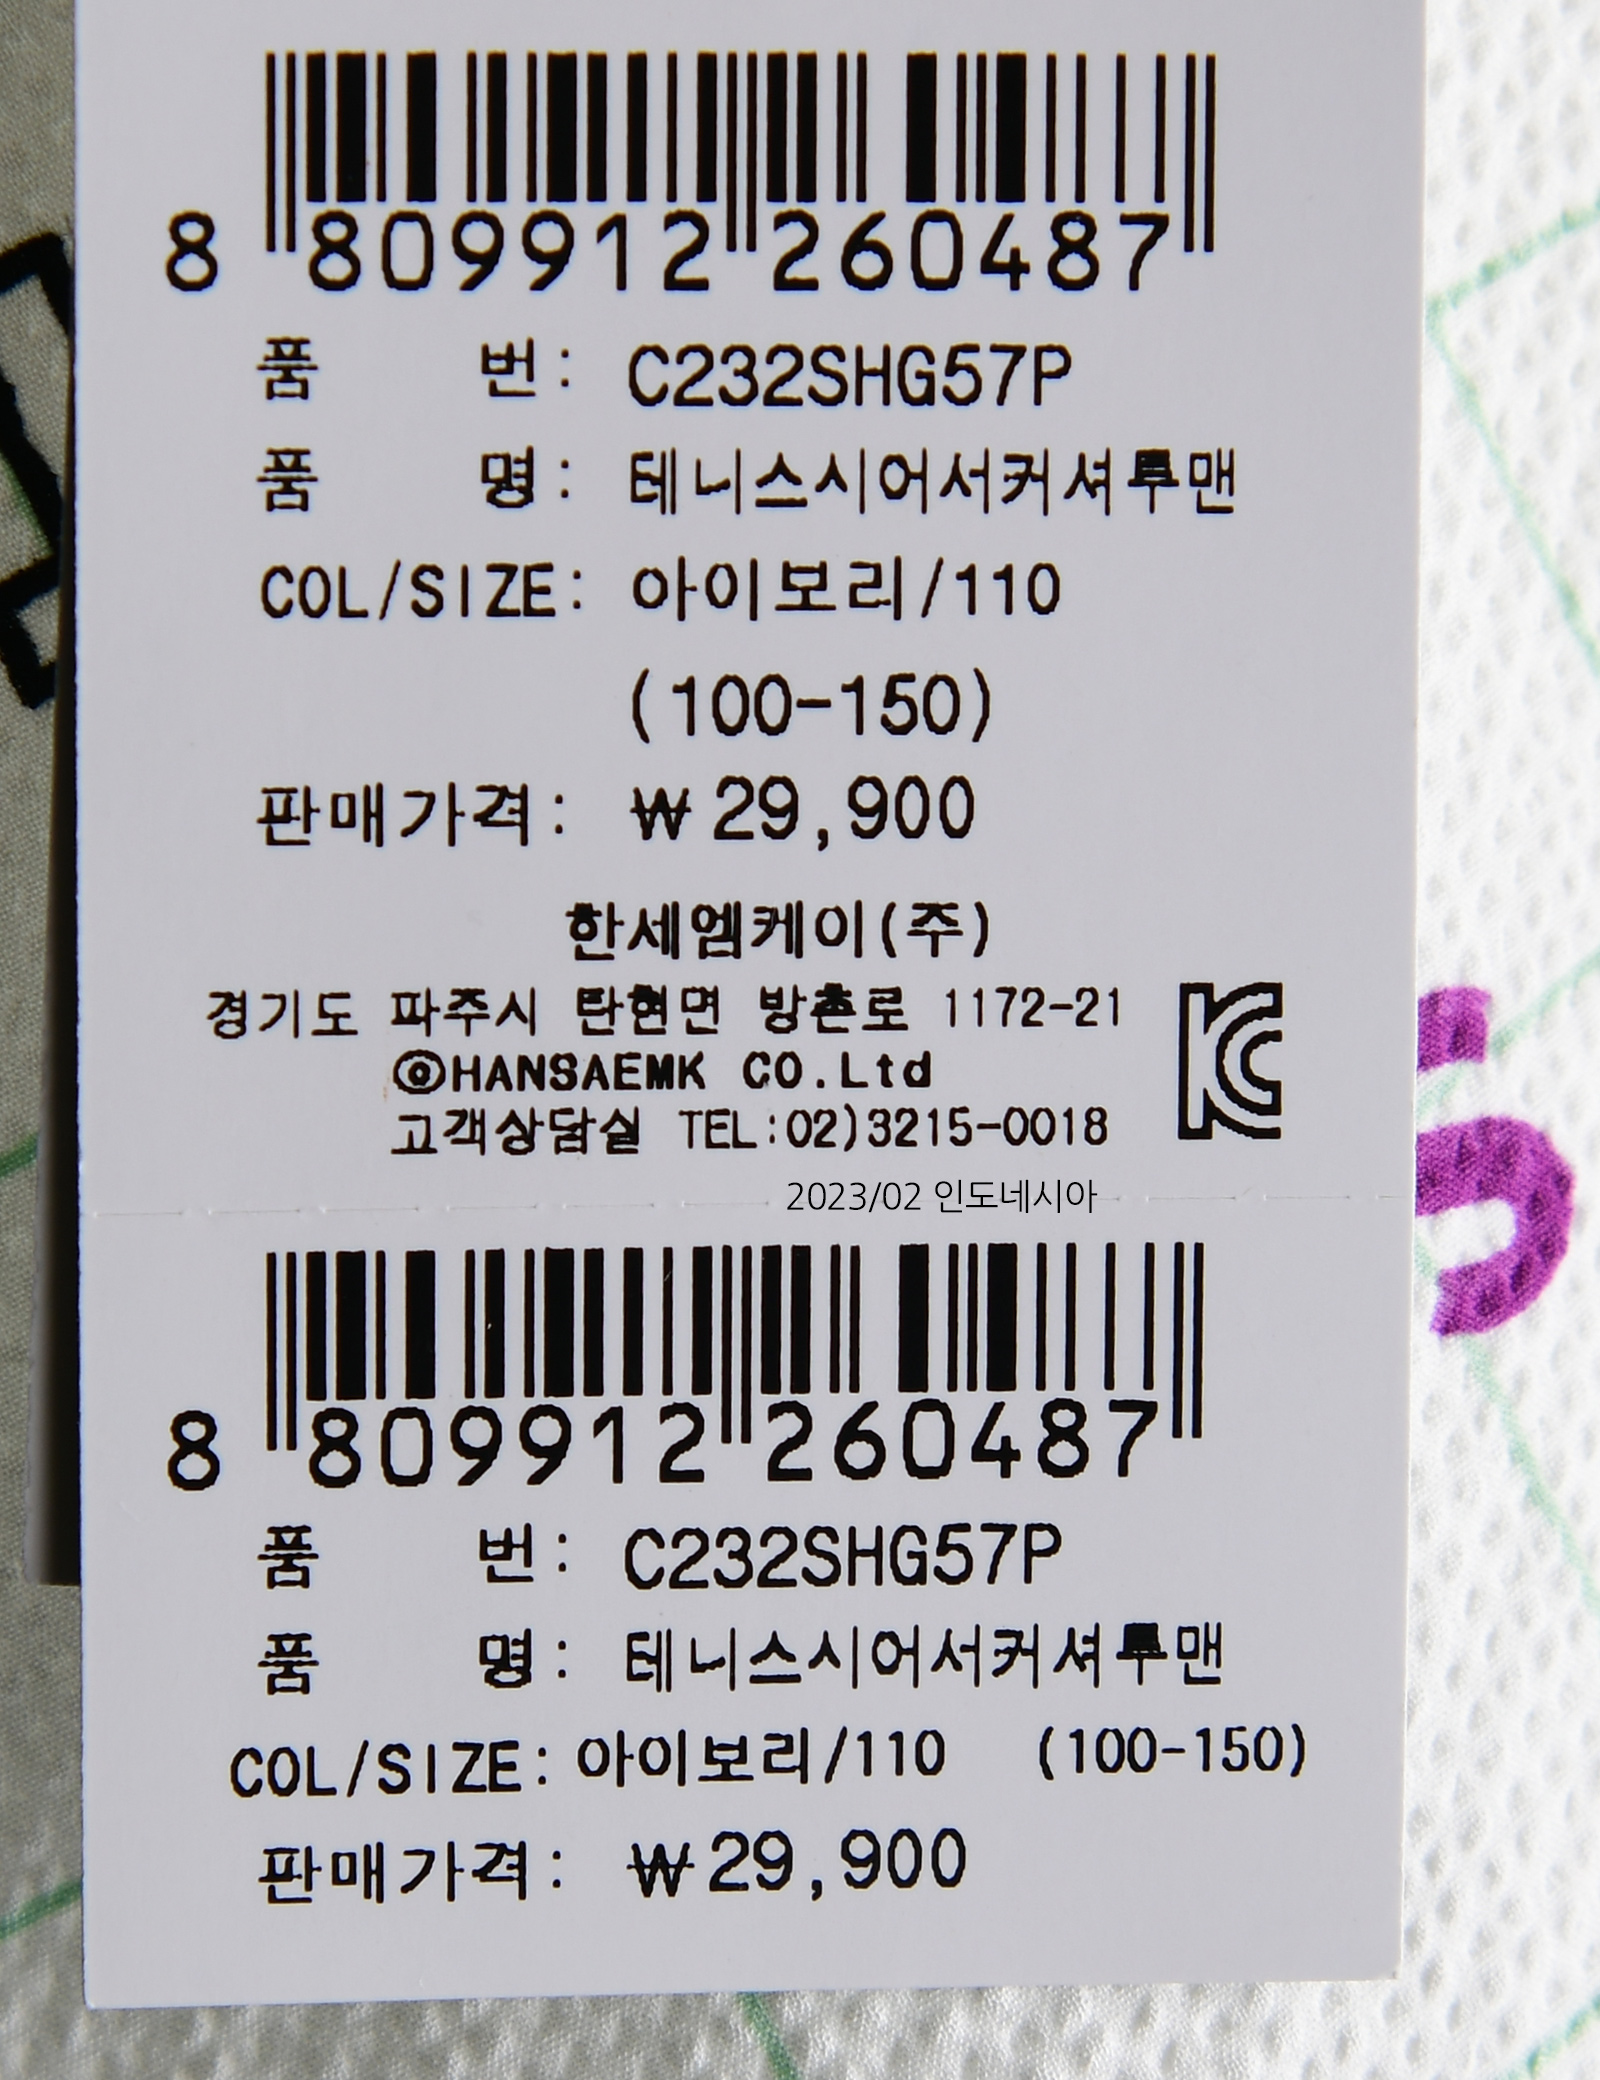 8 809912 260487
품 번: C232SHG57P
품 명: 테니스시어서커셔투맨
COL/SIZE: 아이보리/110
(100-150)
판매가격: ₩29,900
한세엠케이(주)
경기도 파주시 탄현면 방촌로 1172-21
◎HANSAEMK CO.Ltd
고객상담실 TEL:02)3215-0018
2023/02 인도네시아
8 809912 260487
품 번: C232SHG57P
품 명: 테니스시어서커셔투맨
COL/SIZE: 아이보리/110 (100-150)
판매가격: ₩29,900